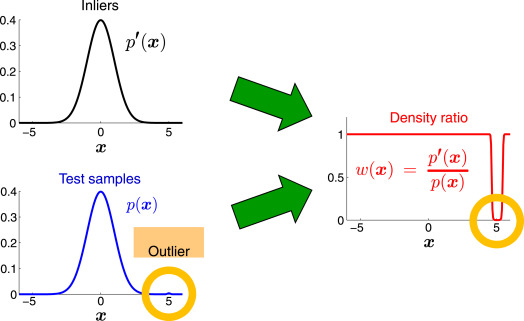 Inliers
0.4
0.3
0.2
0.1
0
p′(x)
−5 0 5
x
Test samples
0.4
0.3
0.2
0.1
0
p(x)
Outlier
−5 0 5
x
Density ratio
1
0.5
0
w(x) = p′(x) / p(x)
−5 0 5
x